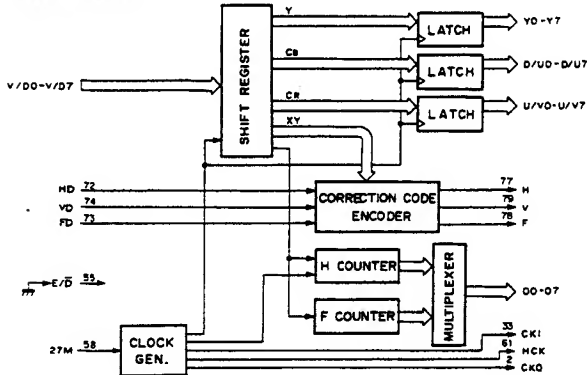 Y
LATCH
Y0-Y7
SHIFT REGISTER
CB
LATCH
D/U0-D/U7
V/D0-V/D7
CR
LATCH
U/V0-U/V7
XY
HD 72
VD 74
FD 73
CORRECTION CODE
ENCODER
77 H
79 V
78 F
H COUNTER
MULTIPLEXER
D0-D7
E/D 55
F COUNTER
27M 58
CLOCK
GEN.
33 CKI
61 HCK
2 CKO